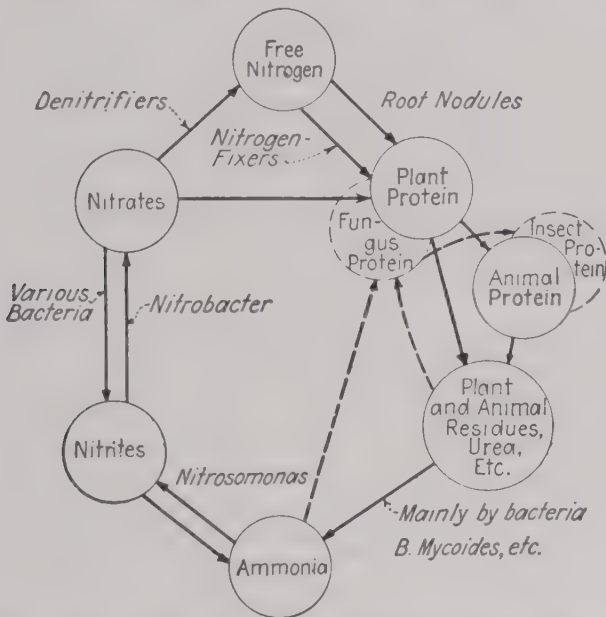 Free
Nitrogen
Denitrifiers
Root Nodules
Nitrogen-
Fixers
Plant
Protein
Nitrates
Fun-
gus
Protein
Insect
Pro-
tein
Animal
Protein
Various
Bacteria
Nitrobacter
Plant
and Animal
Residues,
Urea,
Etc.
Nitrites
Nitrosomonas
Mainly by bacteria
B. Mycoides, etc.
Ammonia